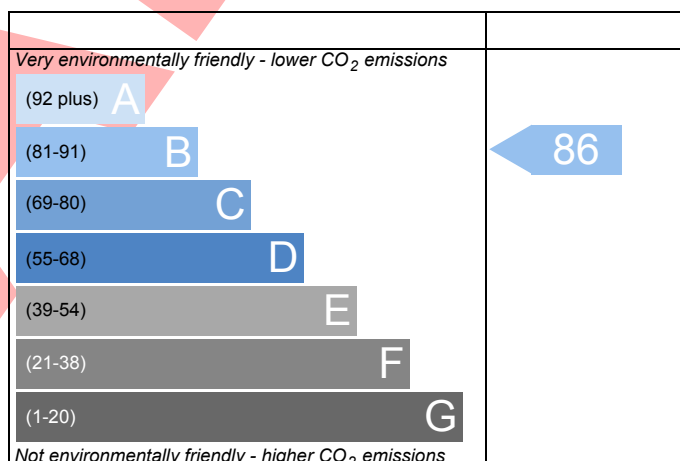 Very environmentally friendly - lower CO2 emissions
(92 plus) A
(81-91) B
86
(69-80) C
(55-68) D
(39-54) E
(21-38) F
(1-20) G
Not environmentally friendly - higher CO2 emissions